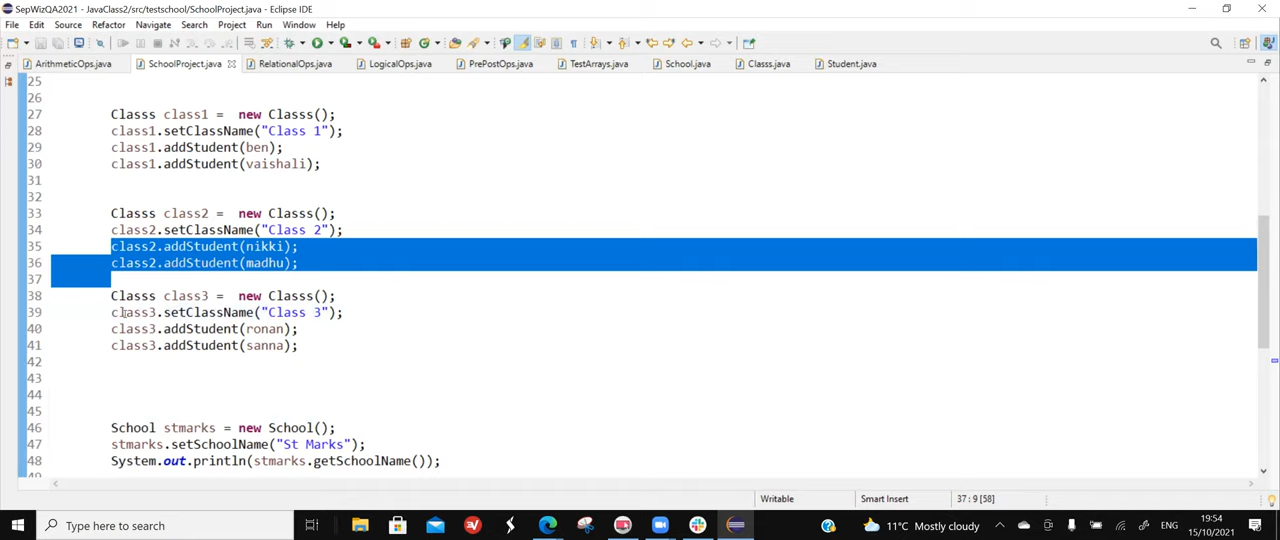 SepWizQA2021 - JavaClass2/src/testschool/SchoolProject.java - Eclipse IDE
File Edit Source Refactor Navigate Search Project Run Window Help
ArithmeticOps.java SchoolProject.java RelationalOps.java LogicalOps.java PrePostOps.java TestArrays.java School.java Classs.java Student.java
25
26
27 Classs class1 = new Classs();
28 class1.setClassName("Class 1");
29 class1.addStudent(ben);
30 class1.addStudent(vaishali);
31
32
33 Classs class2 = new Classs();
34 class2.setClassName("Class 2");
35 class2.addStudent(nikki);
36 class2.addStudent(madhu);
37
38 Classs class3 = new Classs();
39 class3.setClassName("Class 3");
40 class3.addStudent(ronan);
41 class3.addStudent(sanna);
42
43
44
45
46 School stmarks = new School();
47 stmarks.setSchoolName("St Marks");
48 System.out.println(stmarks.getSchoolName());
Writable Smart Insert 37 : 9 [58]
Type here to search
11°C Mostly cloudy
ENG
19:54
15/10/2021